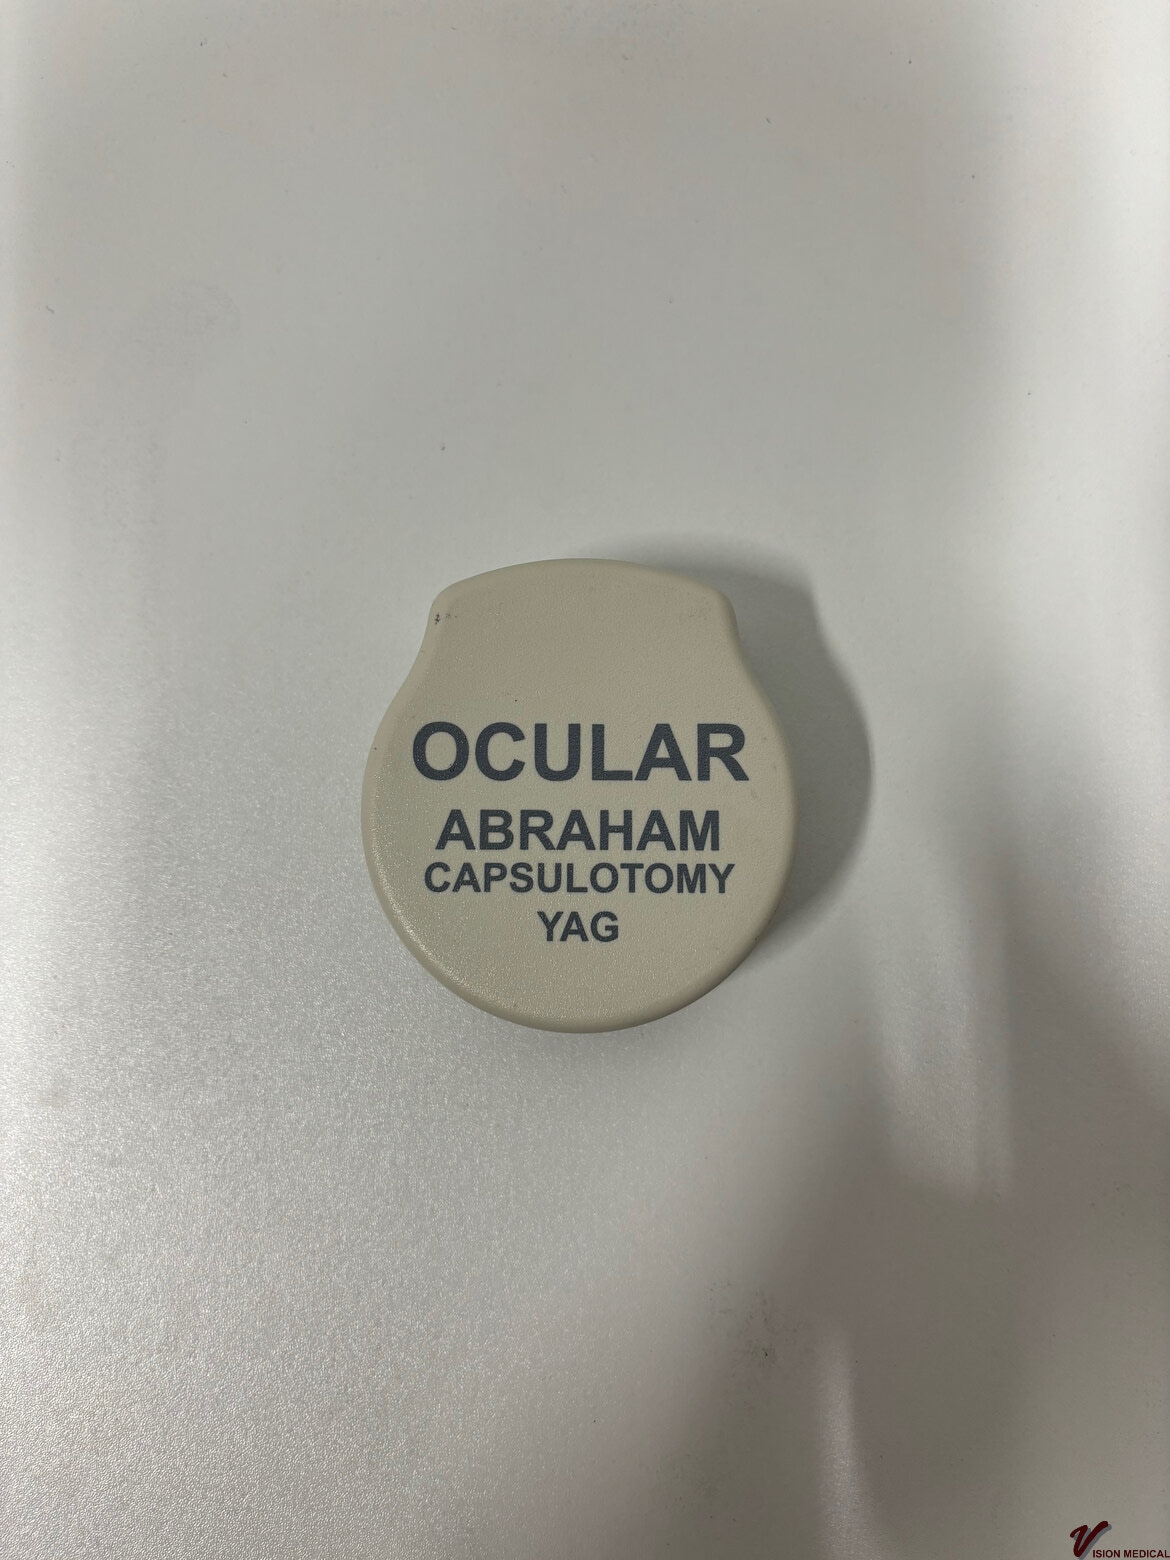 OCULAR
ABRAHAM
CAPSULOTOMY
YAG
VISION MEDICAL